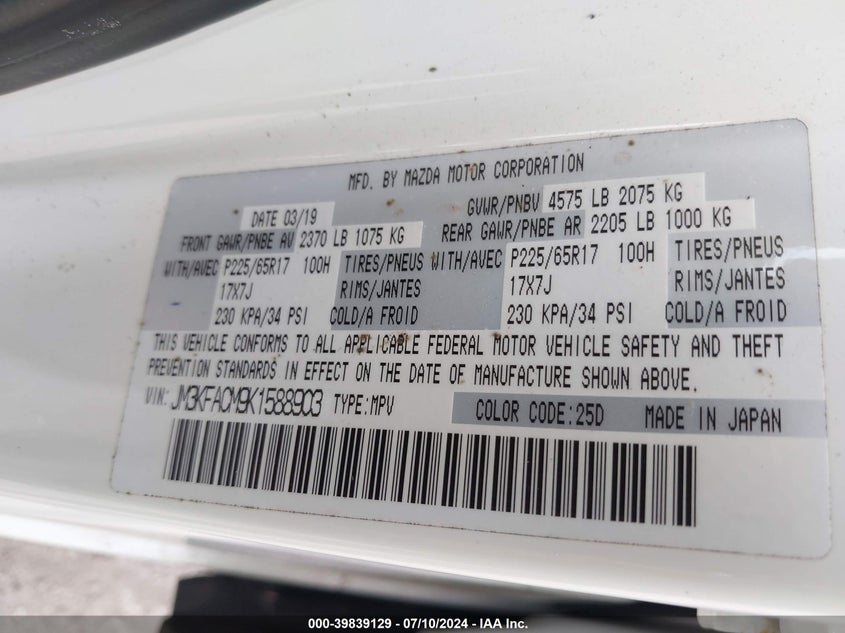 MFD. BY MAZDA MOTOR CORPORATION
DATE 03/19 GVWR/PNBV 4575 LB 2075 KG
FRONT GAWR/PNBE AV 2370 LB 1075 KG REAR GAWR/PNBE AR 2205 LB 1000 KG
WITH/AVEC P225/65R17 100H TIRES/PNEUS WITH/AVEC P225/65R17 100H TIRES/PNEUS
17X7J RIMS/JANTES 17X7J RIMS/JANTES
230 KPA/34 PSI COLD/A FROID 230 KPA/34 PSI COLD/A FROID
THIS VEHICLE CONFORMS TO ALL APPLICABLE FEDERAL MOTOR VEHICLE SAFETY AND THEFT
PREVENTION STANDARDS IN EFFECT ON THE DATE OF MANUFACTURE SHOWN ABOVE.
VIN: JM3KFACM9K1588903 TYPE:MPV COLOR CODE:25D MADE IN JAPAN
000-39839129 - 07/10/2024 - IAA Inc.